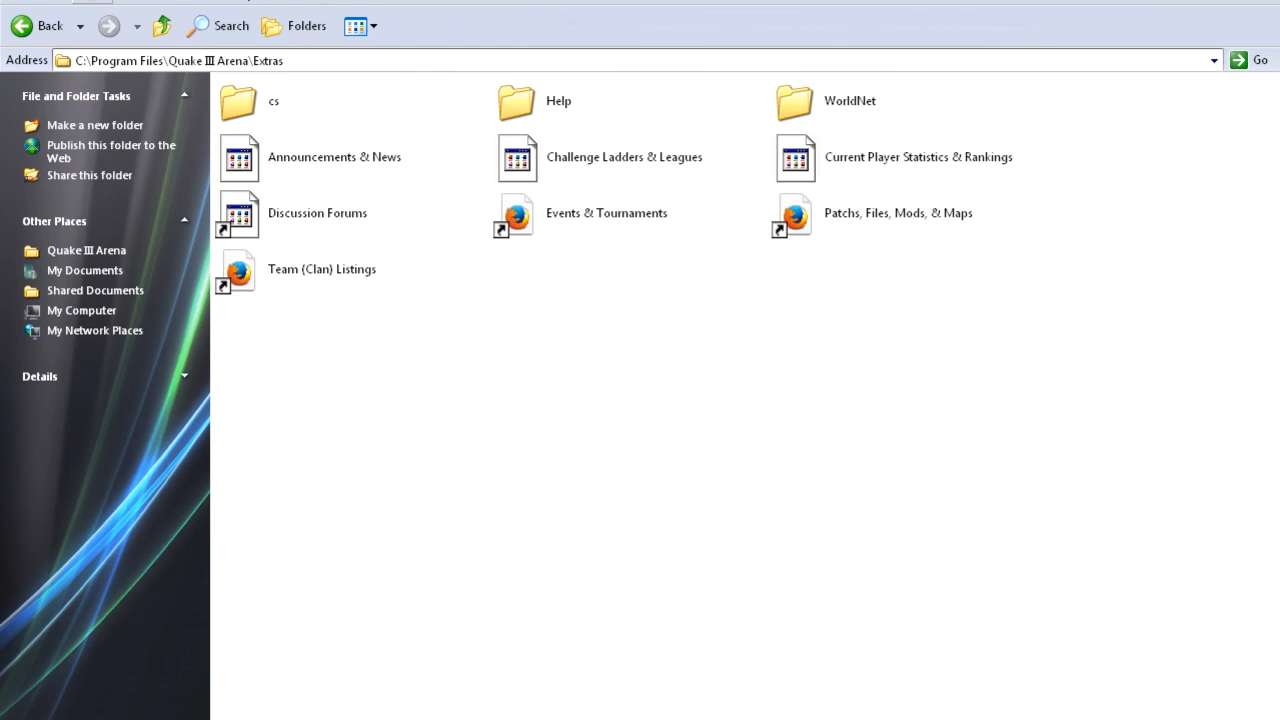 Back
Search
Folders
Address
C:\Program Files\Quake III Arena\Extras
Go
File and Folder Tasks
Make a new folder
Publish this folder to the
Web
Share this folder
Other Places
Quake III Arena
My Documents
Shared Documents
My Computer
My Network Places
Details
cs
Help
WorldNet
Announcements & News
Challenge Ladders & Leagues
Current Player Statistics & Rankings
Discussion Forums
Events & Tournaments
Patchs, Files, Mods, & Maps
Team (Clan) Listings